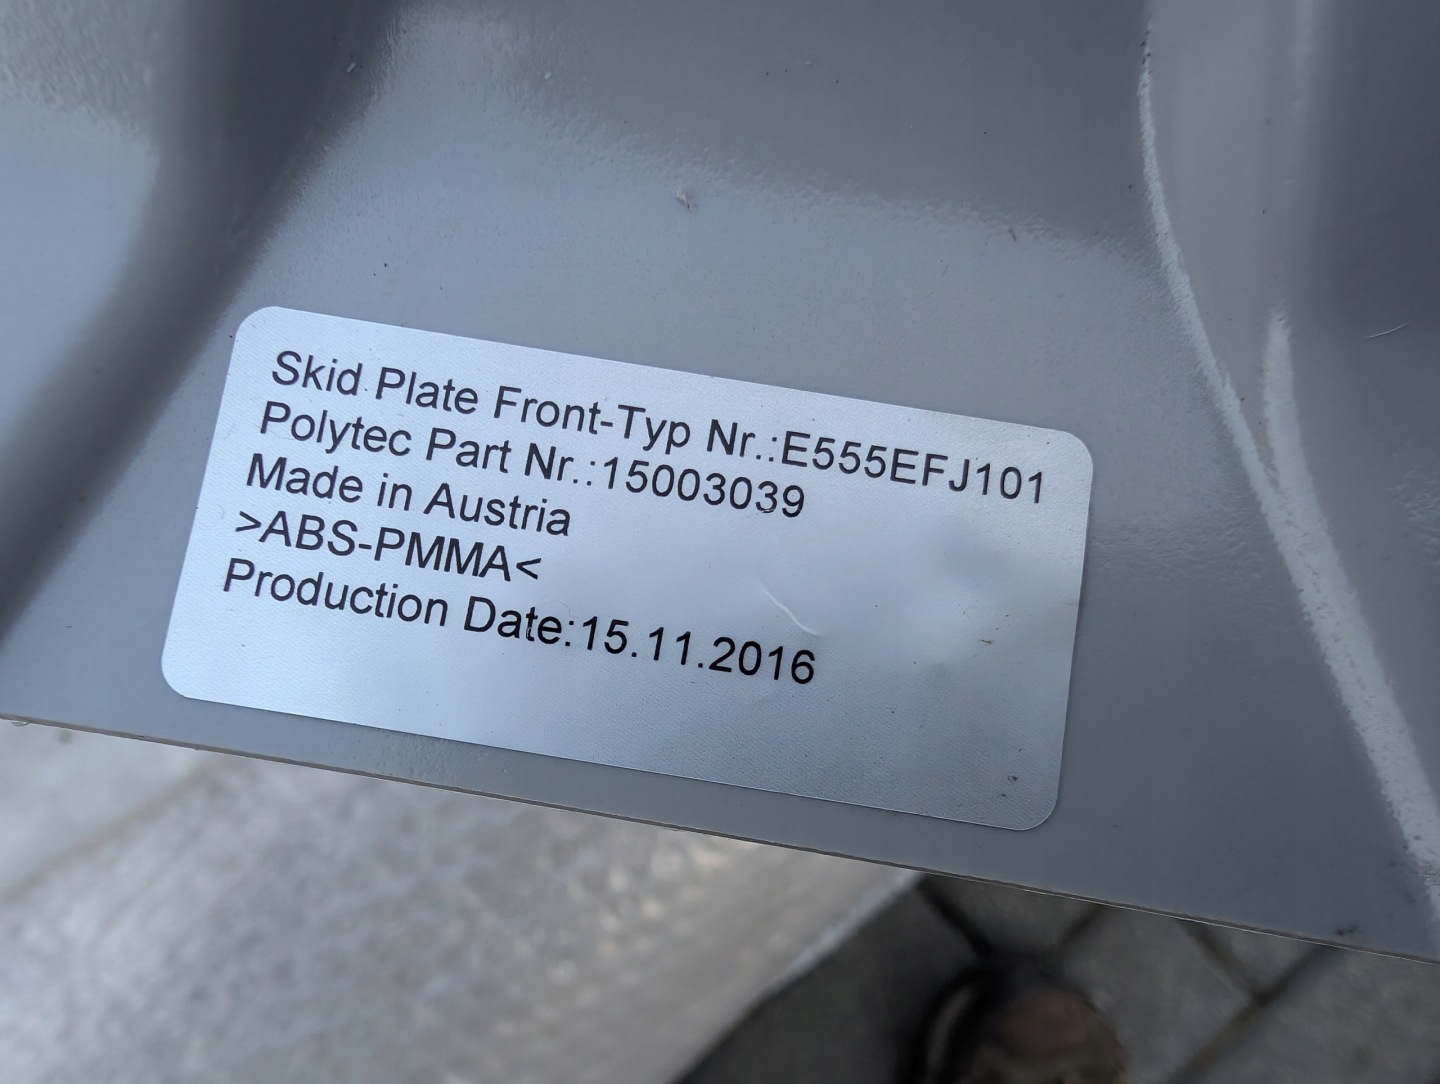 Skid Plate Front-Typ Nr.:E555EFJ101
Polytec Part Nr.:15003039
Made in Austria
>ABS-PMMA<
Production Date:15.11.2016